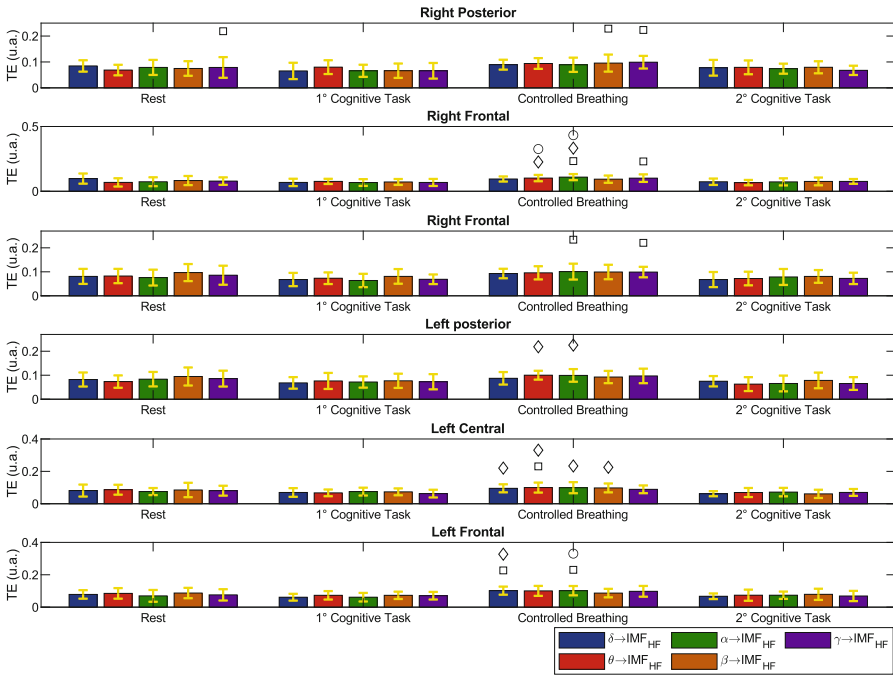 Right Posterior
0.2
0.1
0
TE (u.a.)
Rest 1° Cognitive Task Controlled Breathing 2° Cognitive Task
Right Frontal
0.5
0
TE (u.a.)
Rest 1° Cognitive Task Controlled Breathing 2° Cognitive Task
Right Frontal
0.2
0.1
0
TE (u.a.)
Rest 1° Cognitive Task Controlled Breathing 2° Cognitive Task
Left posterior
0.2
0.1
0
TE (u.a.)
Rest 1° Cognitive Task Controlled Breathing 2° Cognitive Task
Left Central
0.4
0.2
0
TE (u.a.)
Rest 1° Cognitive Task Controlled Breathing 2° Cognitive Task
Left Frontal
0.4
0.2
0
TE (u.a.)
Rest 1° Cognitive Task Controlled Breathing 2° Cognitive Task
δ→IMF_HF α→IMF_HF γ→IMF_HF
θ→IMF_HF β→IMF_HF